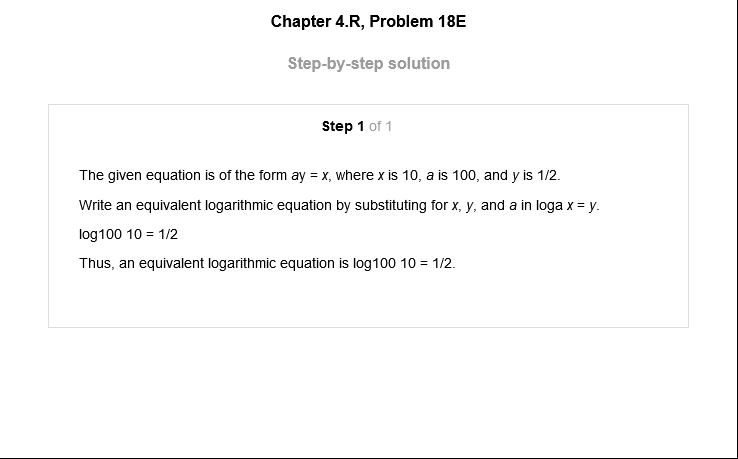 Chapter 4.R, Problem 18E
Step-by-step solution
Step 1 of 1
The given equation is of the form ay = x, where x is 10, a is 100, and y is 1/2.
Write an equivalent logarithmic equation by substituting for x, y, and a in loga x = y.
log100 10 = 1/2
Thus, an equivalent logarithmic equation is log100 10 = 1/2.